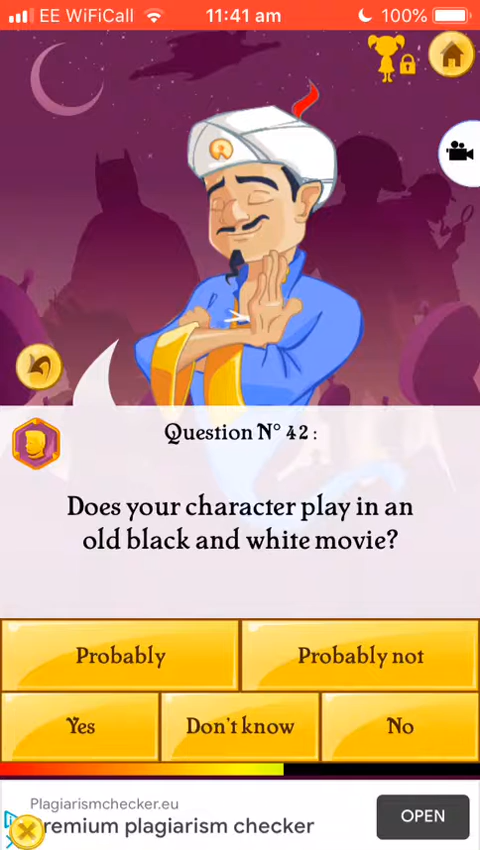 EE WiFiCall
11:41 am
100%
Question N° 42 :
Does your character play in an
old black and white movie?
Probably
Probably not
Yes
Don't know
No
Plagiarismchecker.eu
remium plagiarism checker
OPEN